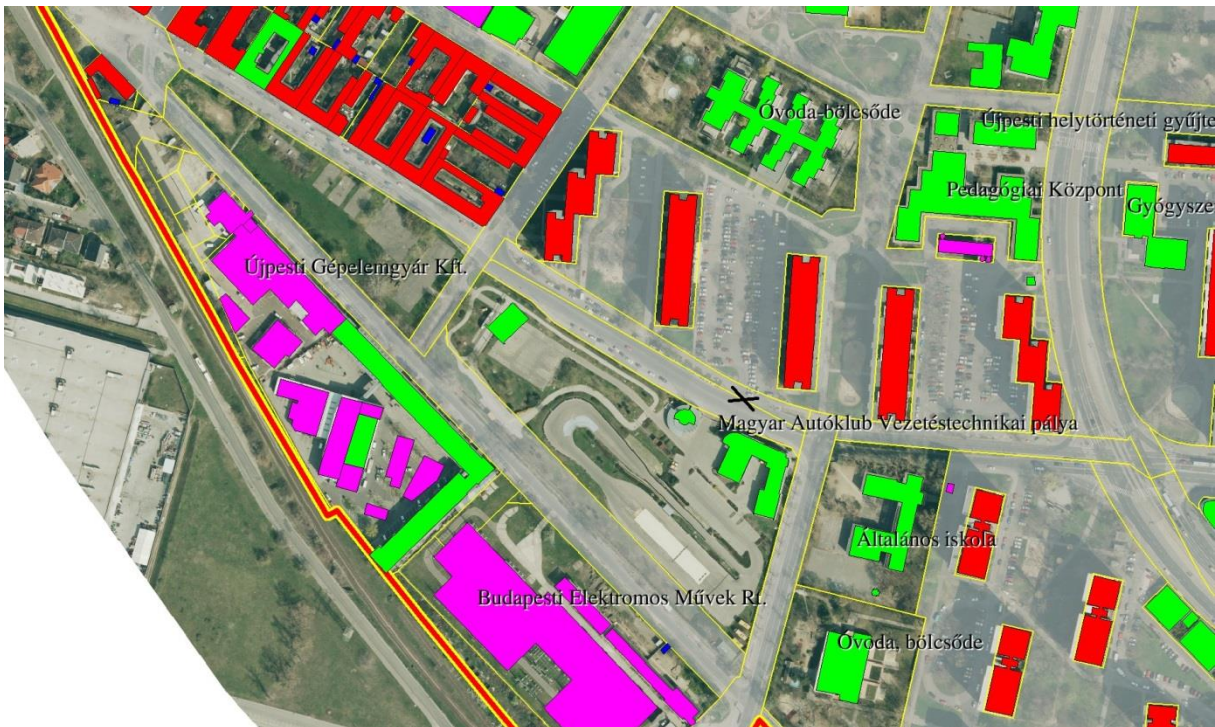 Óvoda-bölcsőde
Újpesti helytörténeti gyűjte
Pedagógiai Központ
Gyógysze
Újpesti Gépelemgyár Kft.
Magyar Autóklub Vezetéstechnikai pálya
Általános iskola
Budapesti Elektromos Művek Rt.
Óvoda, bölcsőde